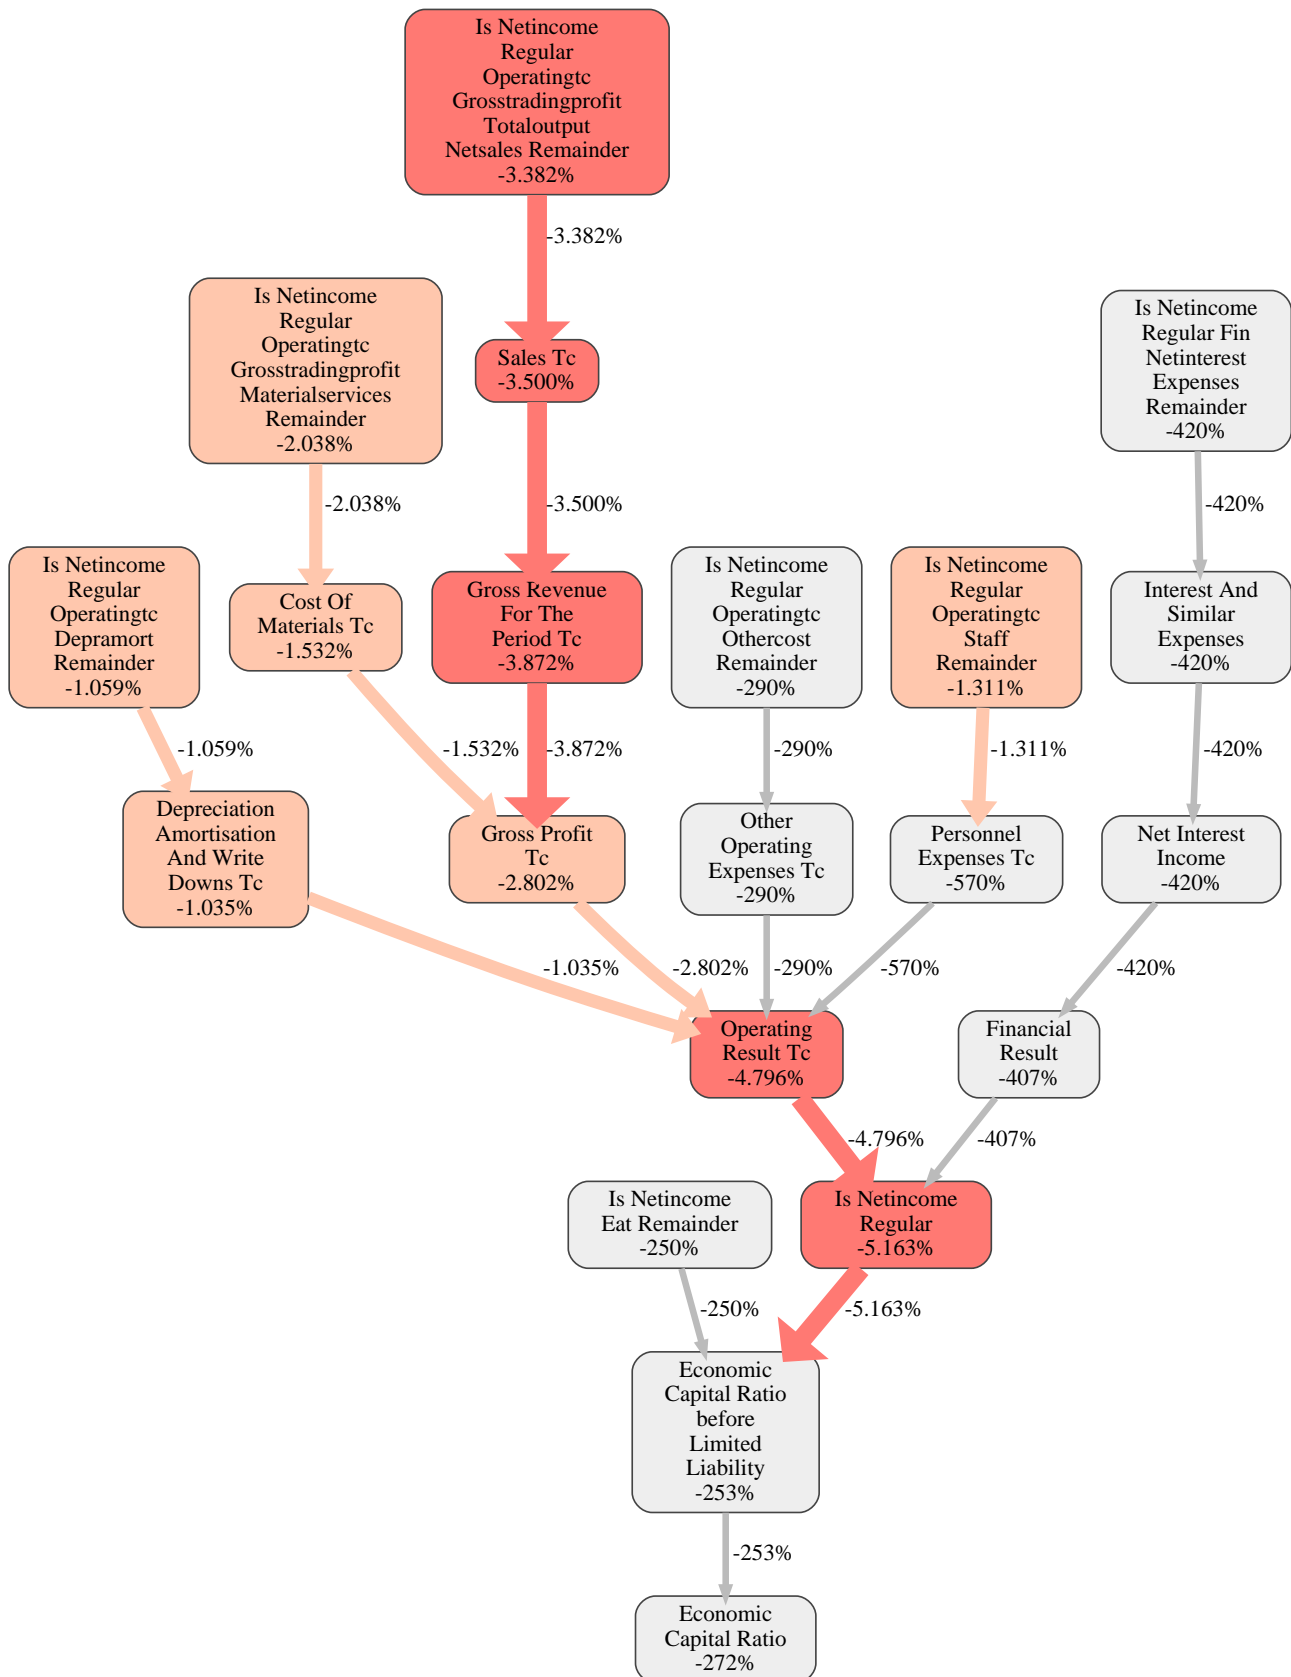 Is Netincome
Regular
Operatingtc
Grosstradingprofit
Totaloutput
Netsales Remainder
-3.382%
-3.382%
Is Netincome
Regular
Operatingtc
Grosstradingprofit
Materialservices
Remainder
-2.038%
Is Netincome
Regular Fin
Netinterest
Expenses
Remainder
-420%
Sales Tc
-3.500%
-2.038%
-3.500%
-420%
Is Netincome
Regular
Operatingtc
Depramort
Remainder
-1.059%
Cost Of
Materials Tc
-1.532%
Gross Revenue
For The
Period Tc
-3.872%
Is Netincome
Regular
Operatingtc
Othercost
Remainder
-290%
Is Netincome
Regular
Operatingtc
Staff
Remainder
-1.311%
Interest And
Similar
Expenses
-420%
-1.059%
-1.532%
-3.872%
-290%
-1.311%
-420%
Depreciation
Amortisation
And Write
Downs Tc
-1.035%
Gross Profit
Tc
-2.802%
Other
Operating
Expenses Tc
-290%
Personnel
Expenses Tc
-570%
Net Interest
Income
-420%
-1.035%
-2.802%
-290%
-570%
-420%
Operating
Result Tc
-4.796%
Financial
Result
-407%
-4.796%
-407%
Is Netincome
Eat Remainder
-250%
Is Netincome
Regular
-5.163%
-250%
-5.163%
Economic
Capital Ratio
before
Limited
Liability
-253%
-253%
Economic
Capital Ratio
-272%